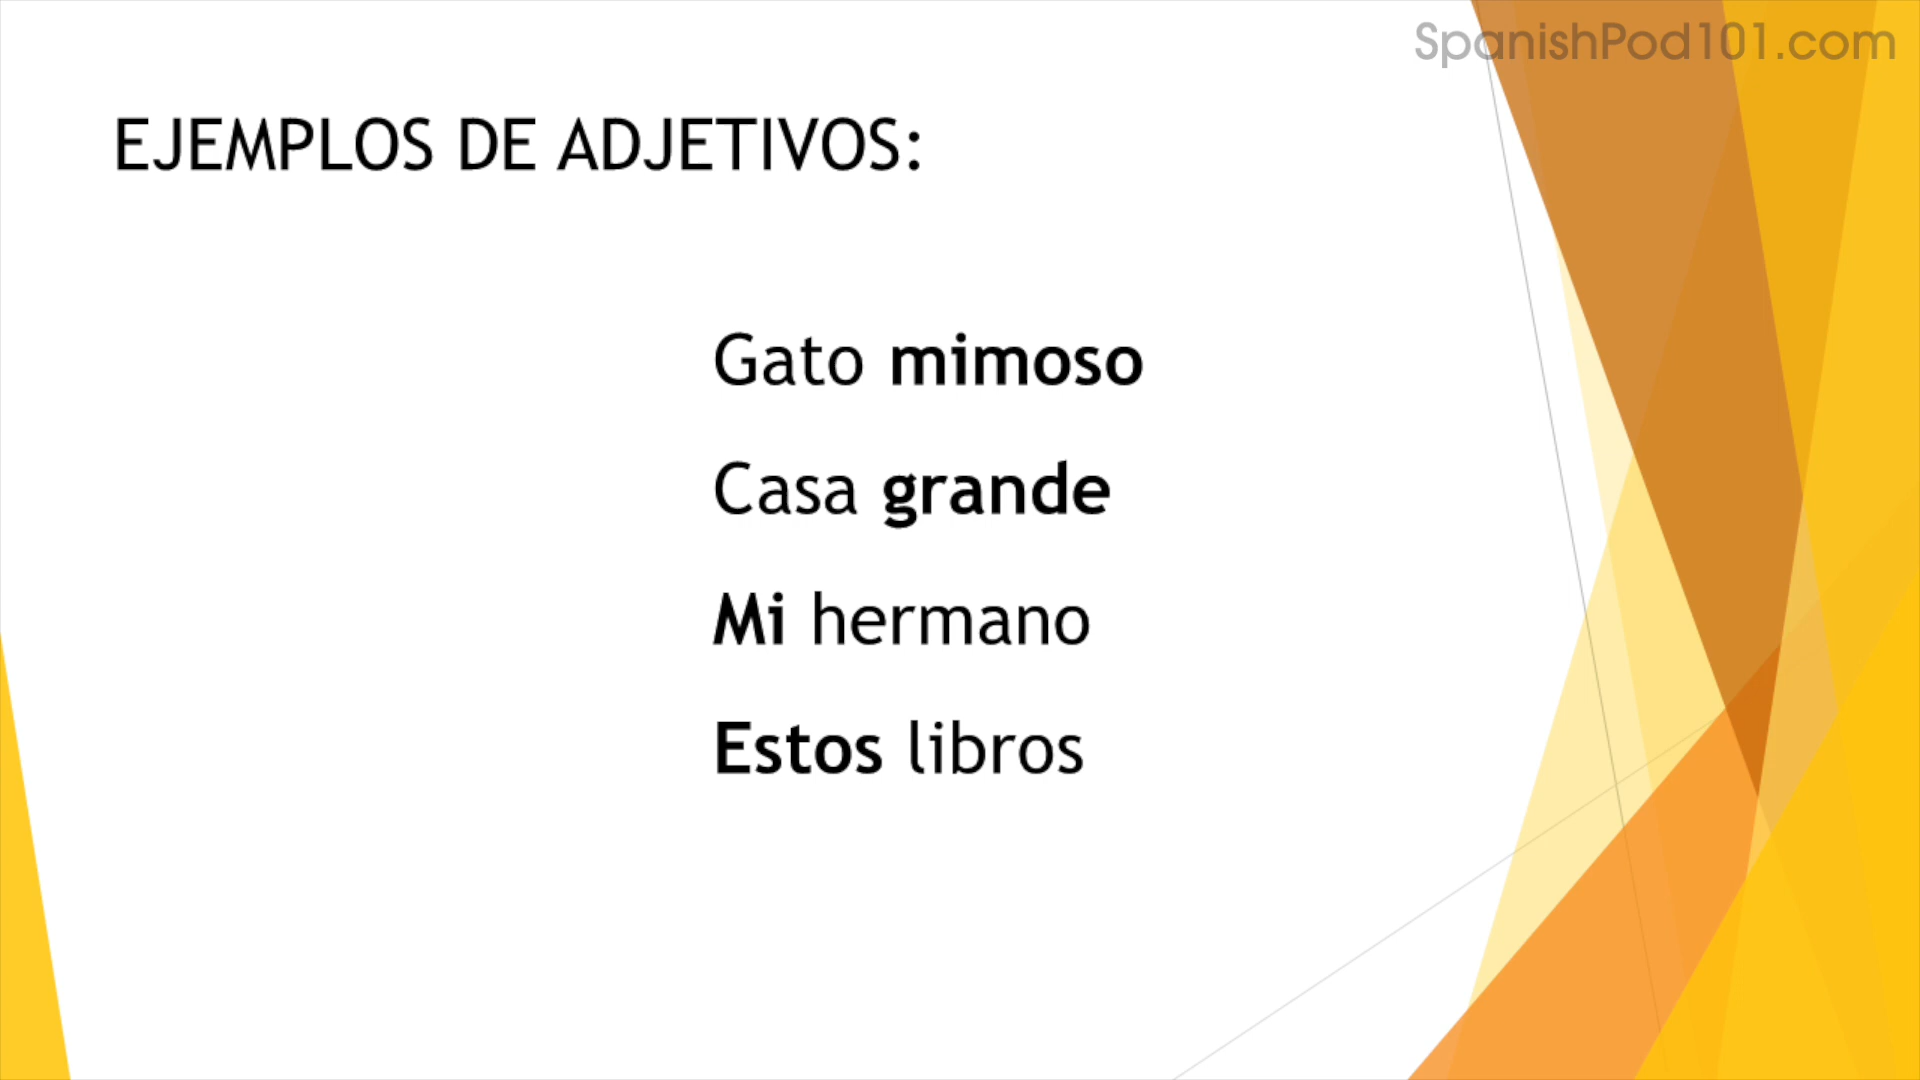 SpanishPod101.com
EJEMPLOS DE ADJETIVOS:
Gato mimoso
Casa grande
Mi hermano
Estos libros